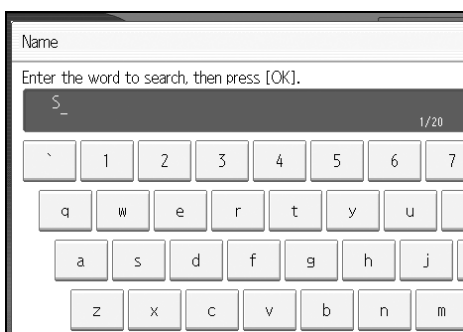 Name
Enter the word to search, then press [OK].
S_
1/20
` 1 2 3 4 5 6 7
q w e r t y u
a s d f g h j
z x c v b n m